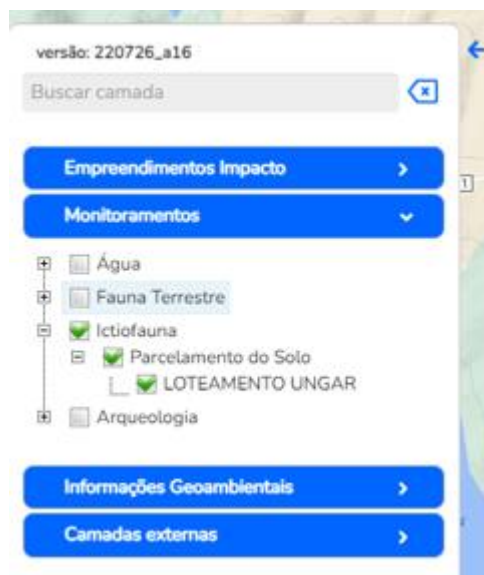 versão: 220726_a16
Buscar camada
Empreendimentos Impacto
1
Monitoramentos
Água
Fauna Terrestre
Ictiofauna
Parcelamento do Solo
LOTEAMENTO UNGAR
Arqueologia
Informações Geoambientais
Camadas externas